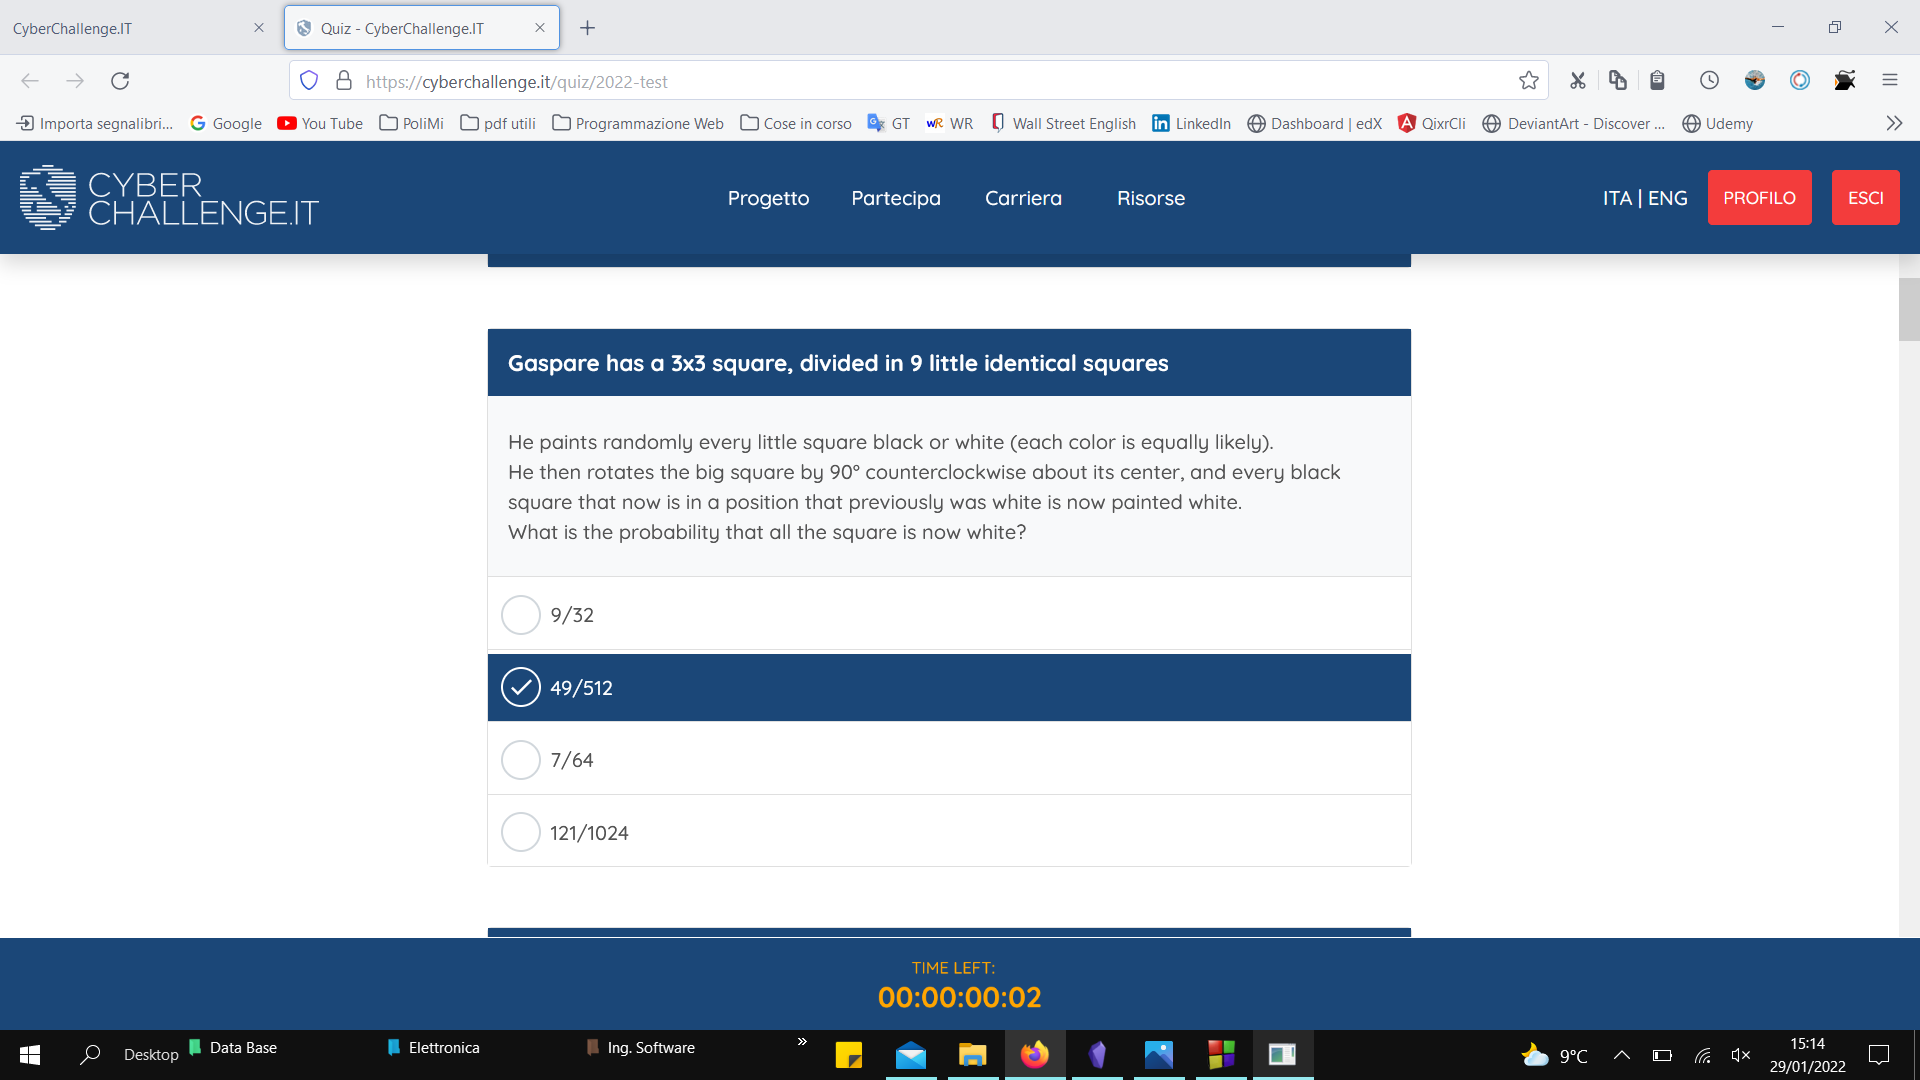 CyberChallenge.IT
Quiz - CyberChallenge.IT
https://cyberchallenge.it/quiz/2022-test
Importa segnalibri... Google You Tube PoliMi pdf utili Programmazione Web Cose in corso GT WR Wall Street English LinkedIn Dashboard | edX QixrCli DeviantArt - Discover ... Udemy
CYBER
CHALLENGE.IT
Progetto Partecipa Carriera Risorse
ITA | ENG PROFILO ESCI
Gaspare has a 3x3 square, divided in 9 little identical squares
He paints randomly every little square black or white (each color is equally likely).
He then rotates the big square by 90° counterclockwise about its center, and every black
square that now is in a position that previously was white is now painted white.
What is the probability that all the square is now white?
9/32
49/512
7/64
121/1024
TIME LEFT:
00:00:00:02
Desktop Data Base Elettronica Ing. Software
9°C
15:14
29/01/2022